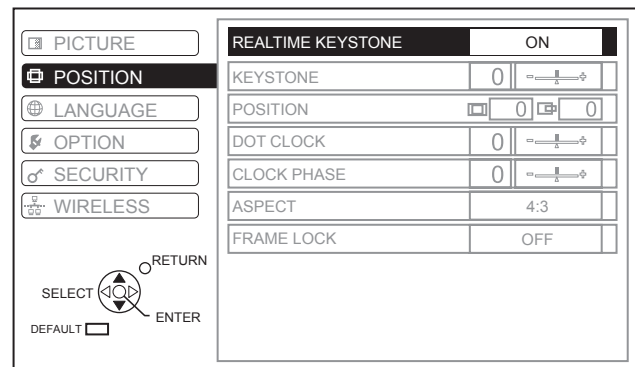 PICTURE
POSITION
LANGUAGE
OPTION
SECURITY
WIRELESS
RETURN
SELECT
ENTER
DEFAULT
REALTIME KEYSTONE ON
KEYSTONE 0
POSITION 0 0
DOT CLOCK 0
CLOCK PHASE 0
ASPECT 4:3
FRAME LOCK OFF